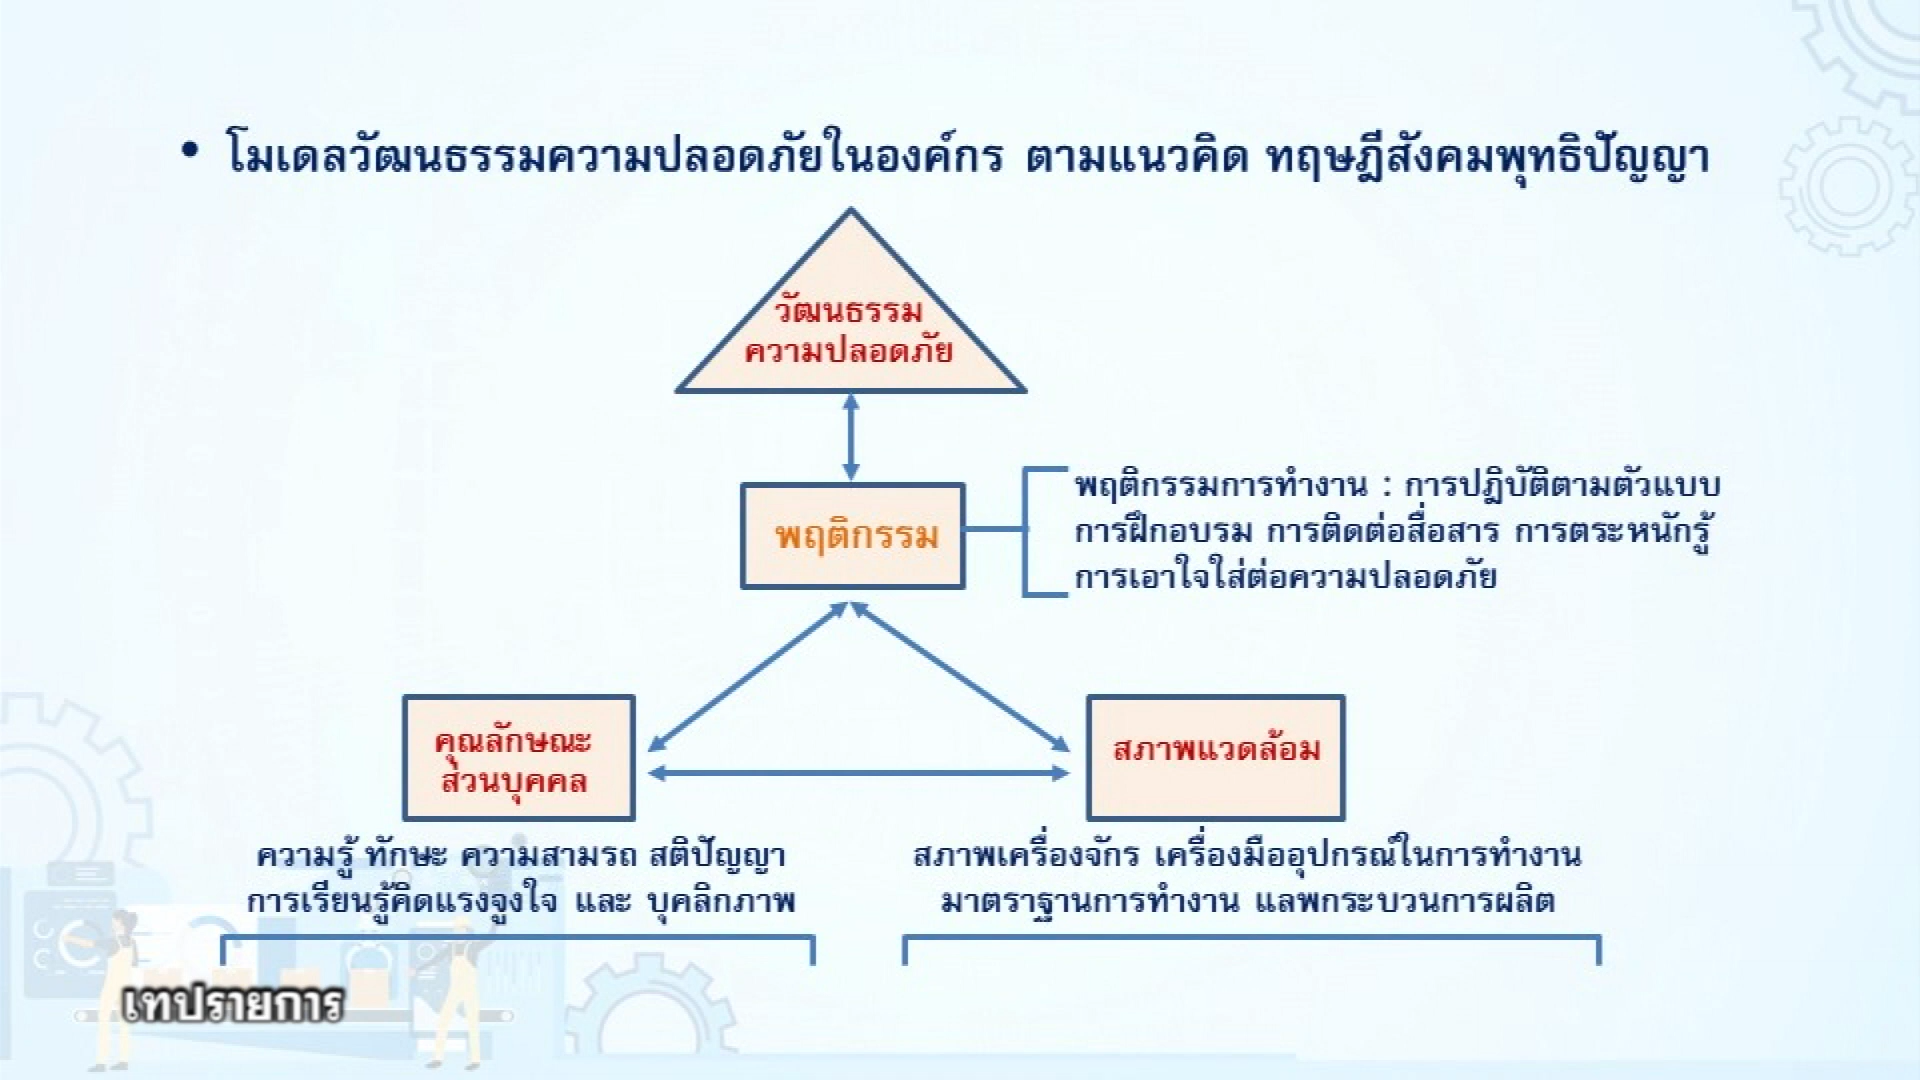 • โมเดลวัฒนธรรมความปลอดภัยในองค์กร ตามแนวคิด ทฤษฎีสังคมพุทธิปัญญา
วัฒนธรรม
ความปลอดภัย
พฤติกรรม
พฤติกรรมการทำงาน : การปฎิบัติตามตัวแบบ
การฝึกอบรม การติดต่อสื่อสาร การตระหนักรู้
การเอาใจใส่ต่อความปลอดภัย
คุณลักษณะ
ส่วนบุคคล
สภาพแวดล้อม
ความรู้ ทักษะ ความสามรถ สติปัญญา
การเรียนรู้คิดแรงจูงใจ และ บุคลิกภาพ
สภาพเครื่องจักร เครื่องมืออุปกรณ์ในการทำงาน
มาตราฐานการทำงาน แลพกระบวนการผลิต
เทปรายการ